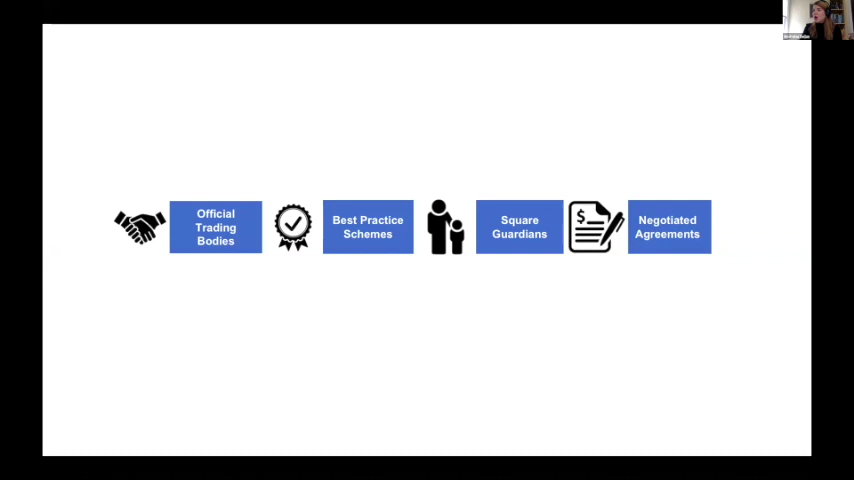 Official
Trading
Bodies
Best Practice
Schemes
Square
Guardians
$
Negotiated
Agreements